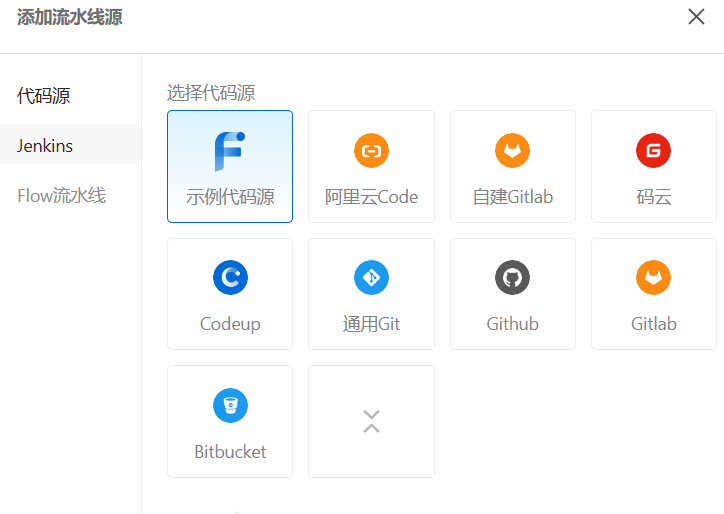 添加流水线源
代码源
Jenkins
Flow流水线
选择代码源
示例代码源
阿里云Code
自建Gitlab
码云
Codeup
通用Git
Github
Gitlab
Bitbucket